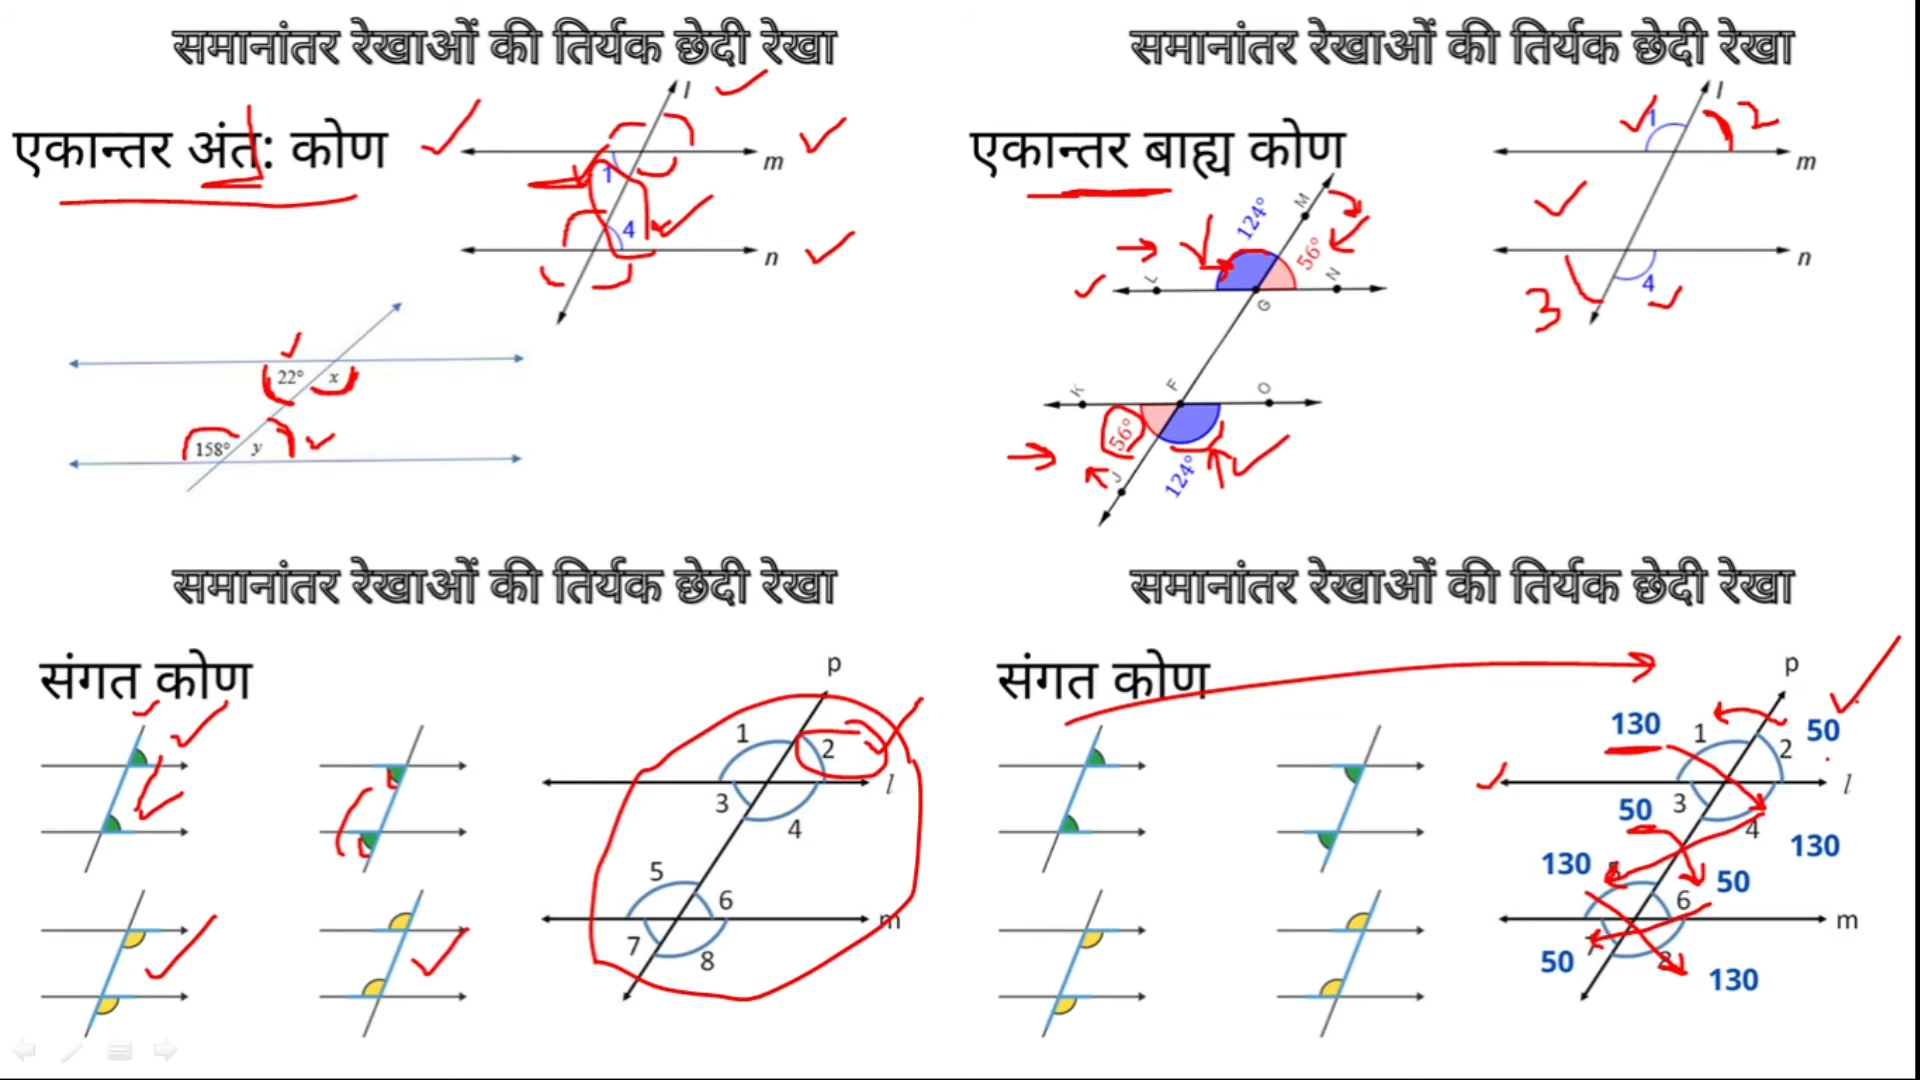 समानांतर रेखाओं की तिर्यक छेदी रेखा
एकान्तर अंत: कोण
l
m
1
4
n
22° x
158° y
समानांतर रेखाओं की तिर्यक छेदी रेखा
एकान्तर बाह्य कोण
l
1 2
m
n
3 4
M
124°
56°
L
N
G
K
F
O
56°
124°
J
समानांतर रेखाओं की तिर्यक छेदी रेखा
संगत कोण
p
1 2
l
3
4
5
6
m
7
8
समानांतर रेखाओं की तिर्यक छेदी रेखा
संगत कोण
p
130 1 50
2
l
3
50
4
130
130
50
6
m
7
50
8
130